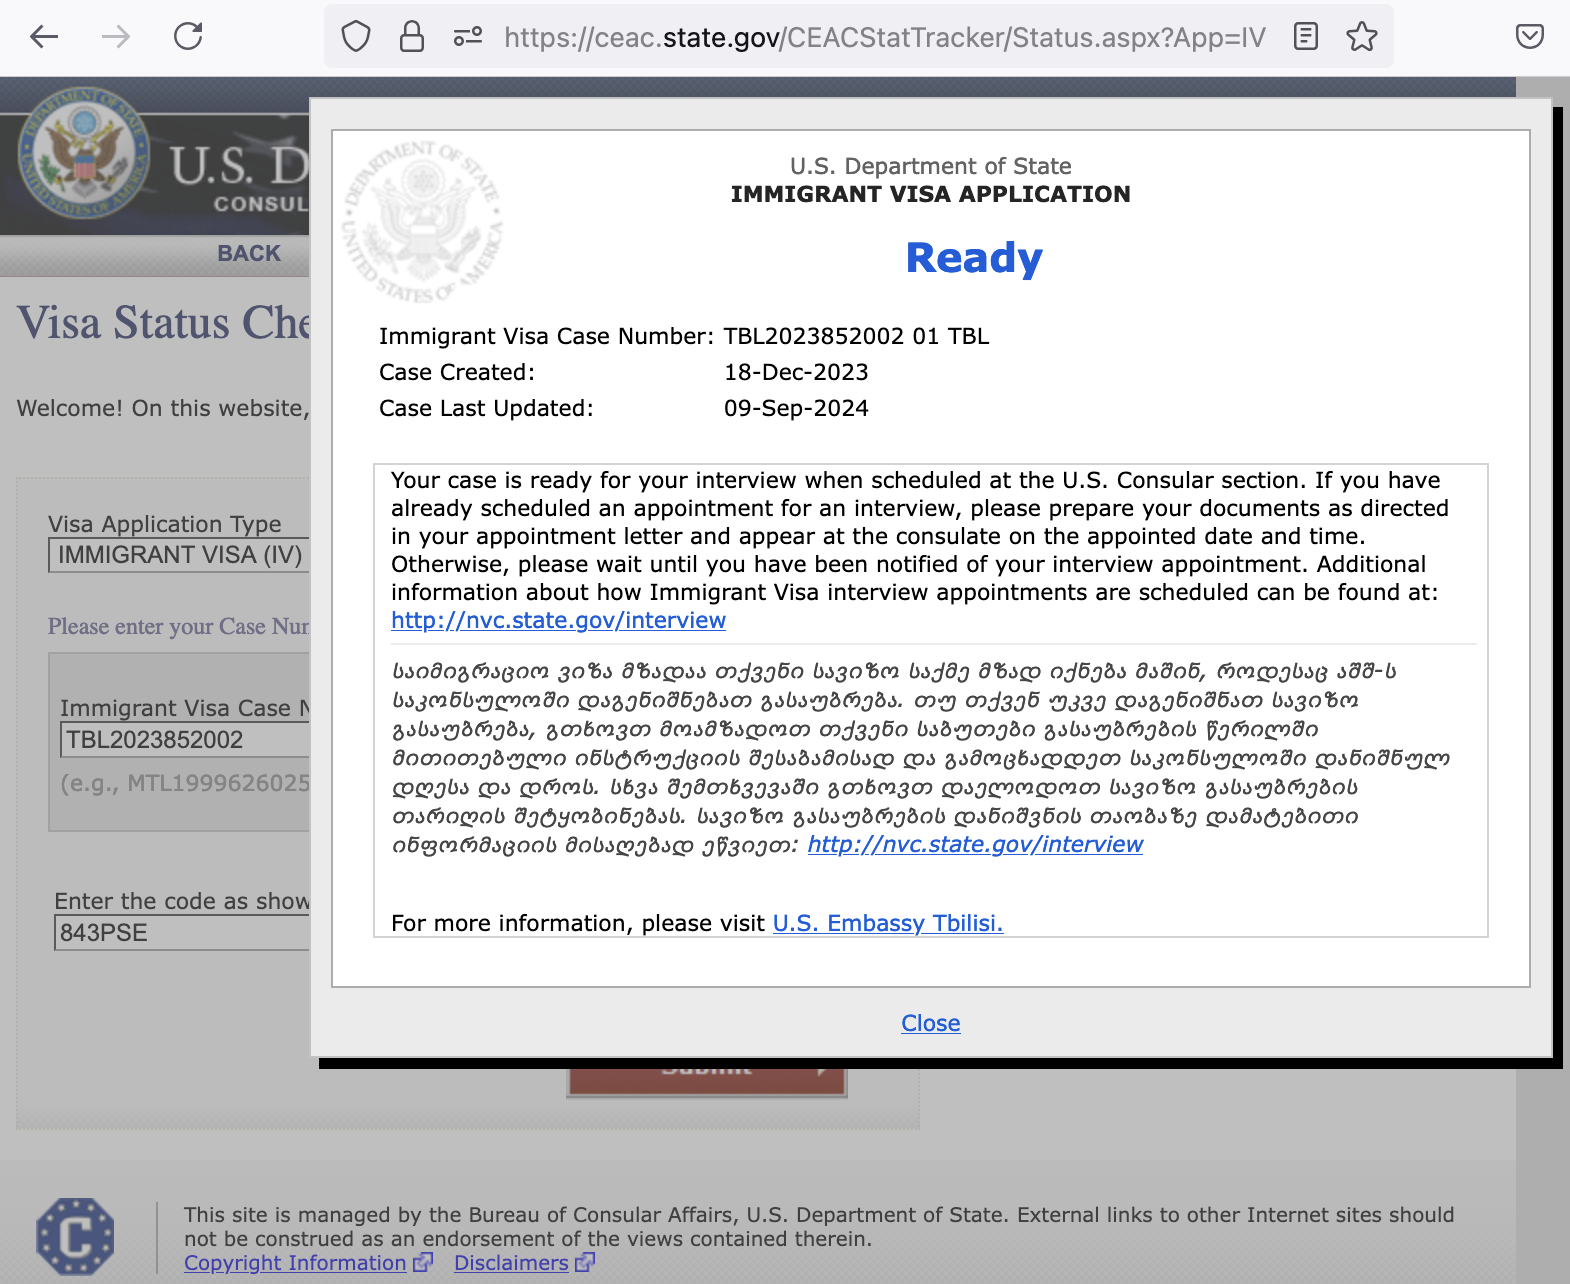 https://ceac.state.gov/CEACStatTracker/Status.aspx?App=IV
U.S. D
CONSUL
BACK
Visa Status Che
Welcome! On this website,
Visa Application Type
IMMIGRANT VISA (IV)
Please enter your Case Nur
Immigrant Visa Case N
TBL2023852002
(e.g., MTL1999626025
Enter the code as show
843PSE
DEPARTMENT OF STATE
UNITED STATES OF AMERICA
U.S. Department of State
IMMIGRANT VISA APPLICATION
Ready
Immigrant Visa Case Number: TBL2023852002 01 TBL
Case Created: 18-Dec-2023
Case Last Updated: 09-Sep-2024
Your case is ready for your interview when scheduled at the U.S. Consular section. If you have
already scheduled an appointment for an interview, please prepare your documents as directed
in your appointment letter and appear at the consulate on the appointed date and time.
Otherwise, please wait until you have been notified of your interview appointment. Additional
information about how Immigrant Visa interview appointments are scheduled can be found at:
http://nvc.state.gov/interview
საიმიგრაციო ვიზა მზადაა თქვენი სავიზო საქმე მზად იქნება მაშინ, როდესაც აშშ-ს
საკონსულოში დაგენიშნებათ გასაუბრება. თუ თქვენ უკვე დაგენიშნათ სავიზო
გასაუბრება, გთხოვთ მოამზადოთ თქვენი საბუთები გასაუბრების წერილში
მითითებული ინსტრუქციის შესაბამისად და გამოცხადდეთ საკონსულოში დანიშნულ
დღესა და დროს. სხვა შემთხვევაში გთხოვთ დაელოდოთ სავიზო გასაუბრების
თარიღის შეტყობინებას. სავიზო გასაუბრების დანიშვნის თაობაზე დამატებითი
ინფორმაციის მისაღებად ეწვიეთ: http://nvc.state.gov/interview
For more information, please visit U.S. Embassy Tbilisi.
Close
Submit
This site is managed by the Bureau of Consular Affairs, U.S. Department of State. External links to other Internet sites should
not be construed as an endorsement of the views contained therein.
Copyright Information Disclaimers